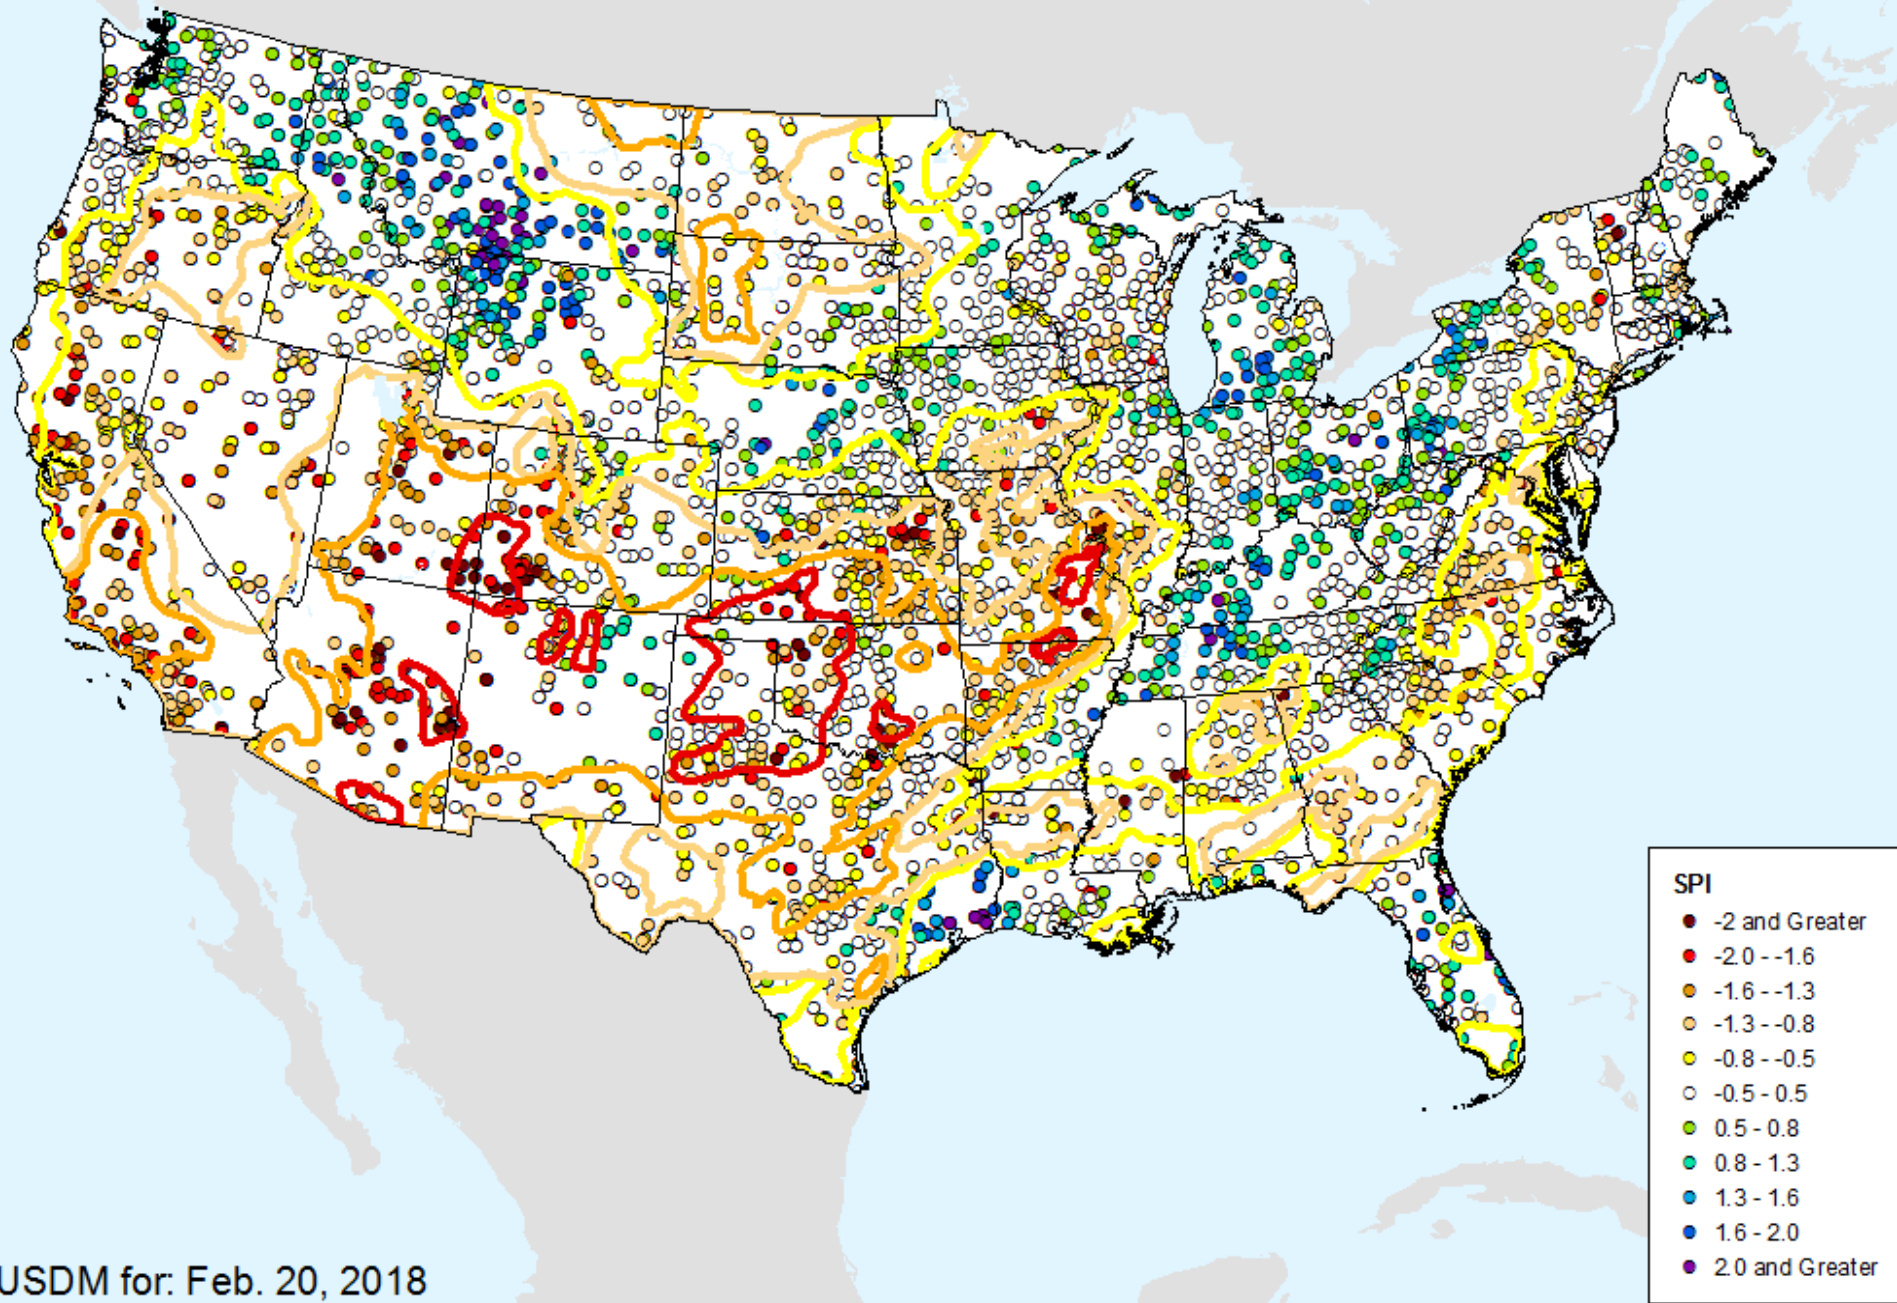 SPI
-2 and Greater
-2.0 - -1.6
-1.6 - -1.3
-1.3 - -0.8
-0.8 - -0.5
-0.5 - 0.5
0.5 - 0.8
0.8 - 1.3
1.3 - 1.6
1.6 - 2.0
2.0 and Greater
USDM for: Feb. 20, 2018